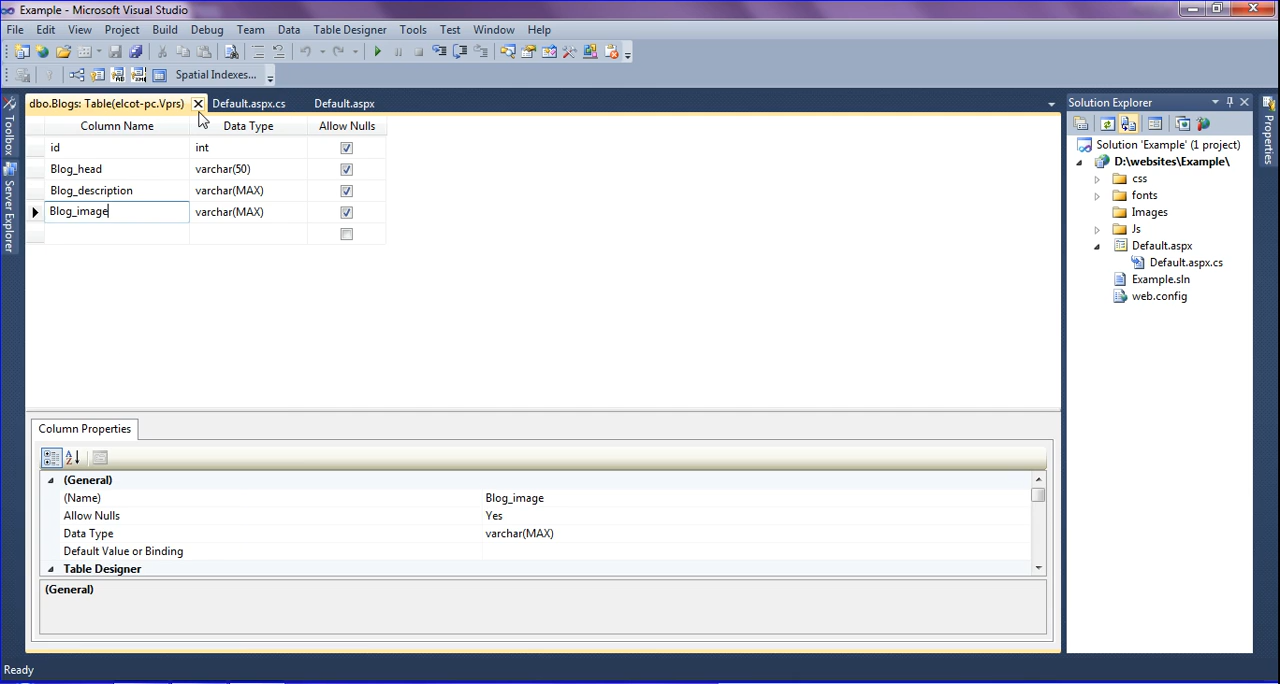 Example - Microsoft Visual Studio
File Edit View Project Build Debug Team Data Table Designer Tools Test Window Help
Spatial Indexes...
dbo.Blogs: Table(elcot-pc.Vprs) Default.aspx.cs Default.aspx
Column Name Data Type Allow Nulls
id int
Blog_head varchar(50)
Blog_description varchar(MAX)
Blog_image varchar(MAX)
Toolbox
Server Explorer
Column Properties
(General)
(Name) Blog_image
Allow Nulls Yes
Data Type varchar(MAX)
Default Value or Binding
Table Designer
(General)
Solution Explorer
Solution 'Example' (1 project)
D:\websites\Example\
css
fonts
Images
Js
Default.aspx
Default.aspx.cs
Example.sln
web.config
Properties
Ready